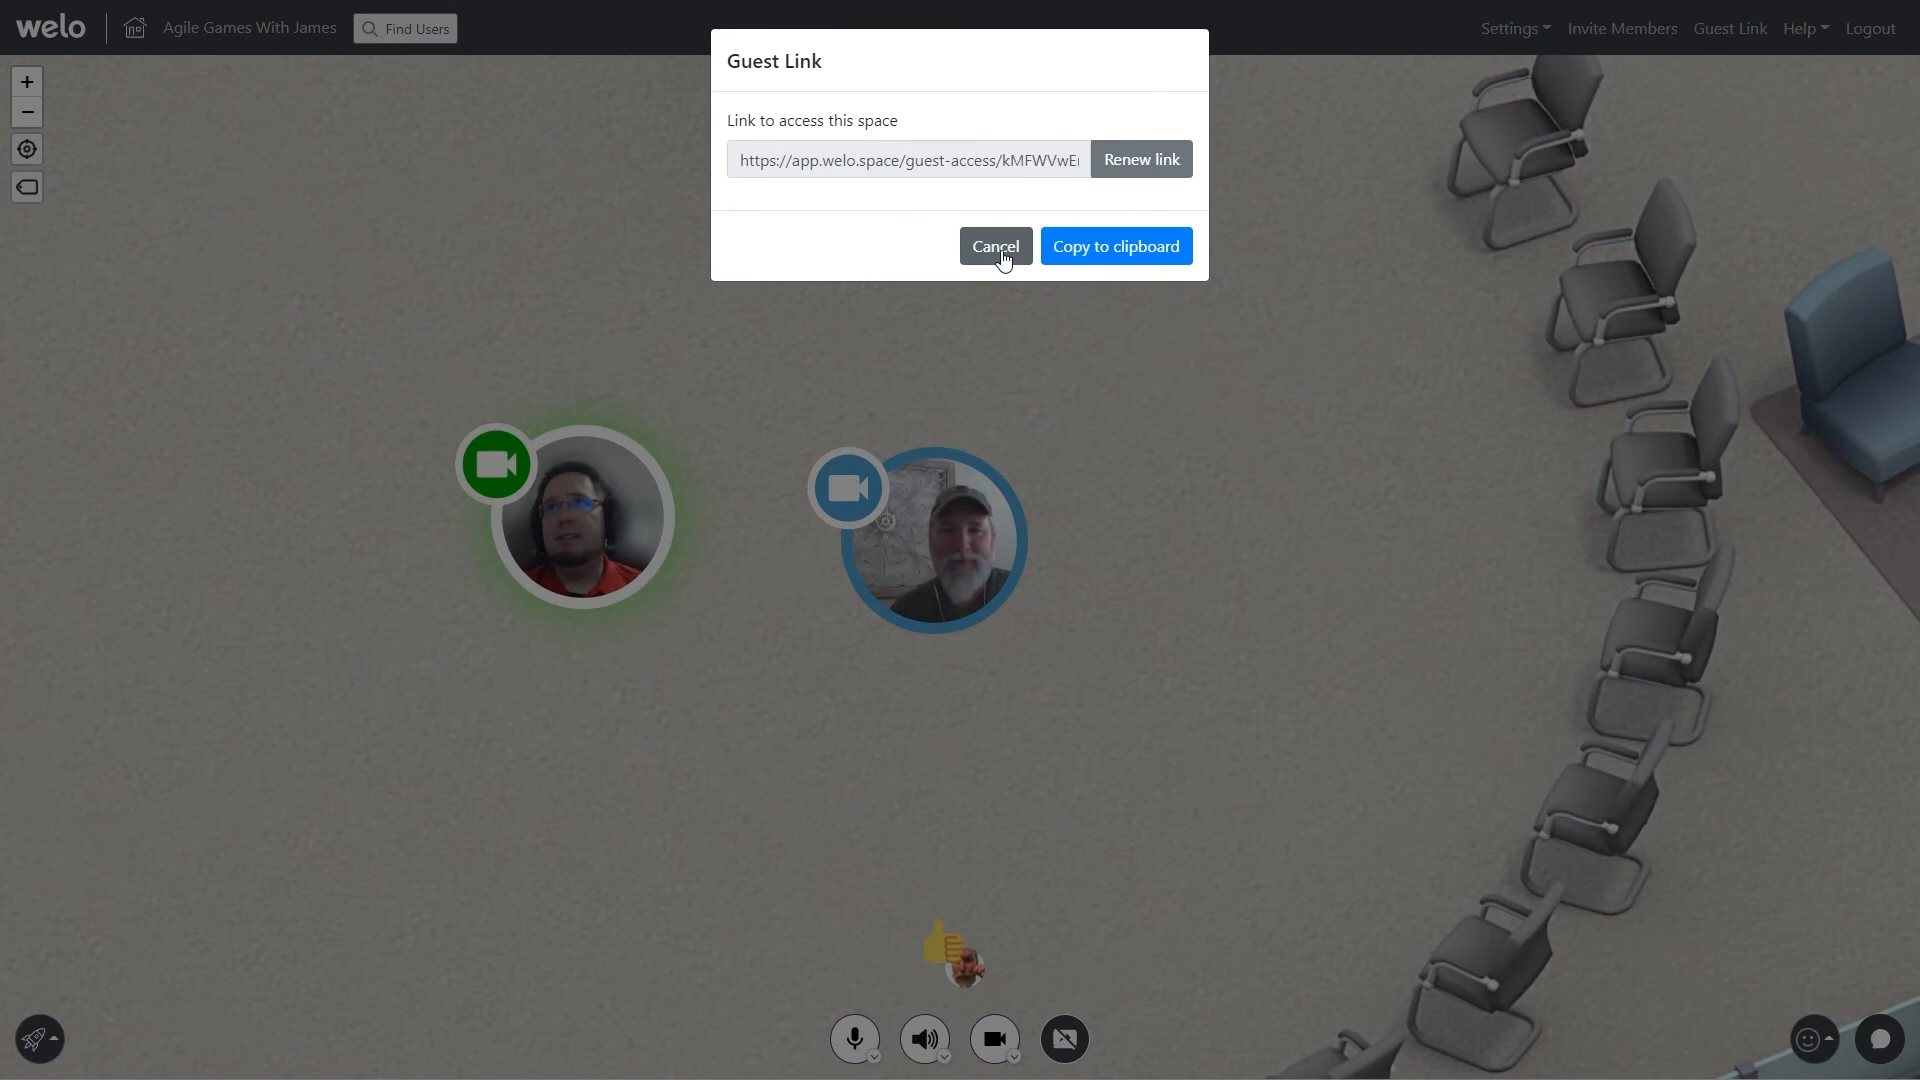 welo
Agile Games With James
Find Users
Settings
Invite Members
Guest Link
Help
Logout
Guest Link
Link to access this space
https://app.welo.space/guest-access/kMFWVwE
Renew link
Cancel
Copy to clipboard